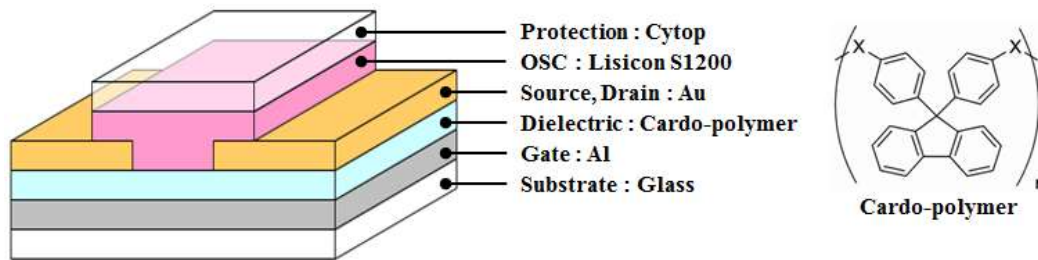 Protection : Cytop
OSC : Lisicon S1200
Source, Drain : Au
Dielectric : Cardo-polymer
Gate : Al
Substrate : Glass
X X
Cardo-polymer